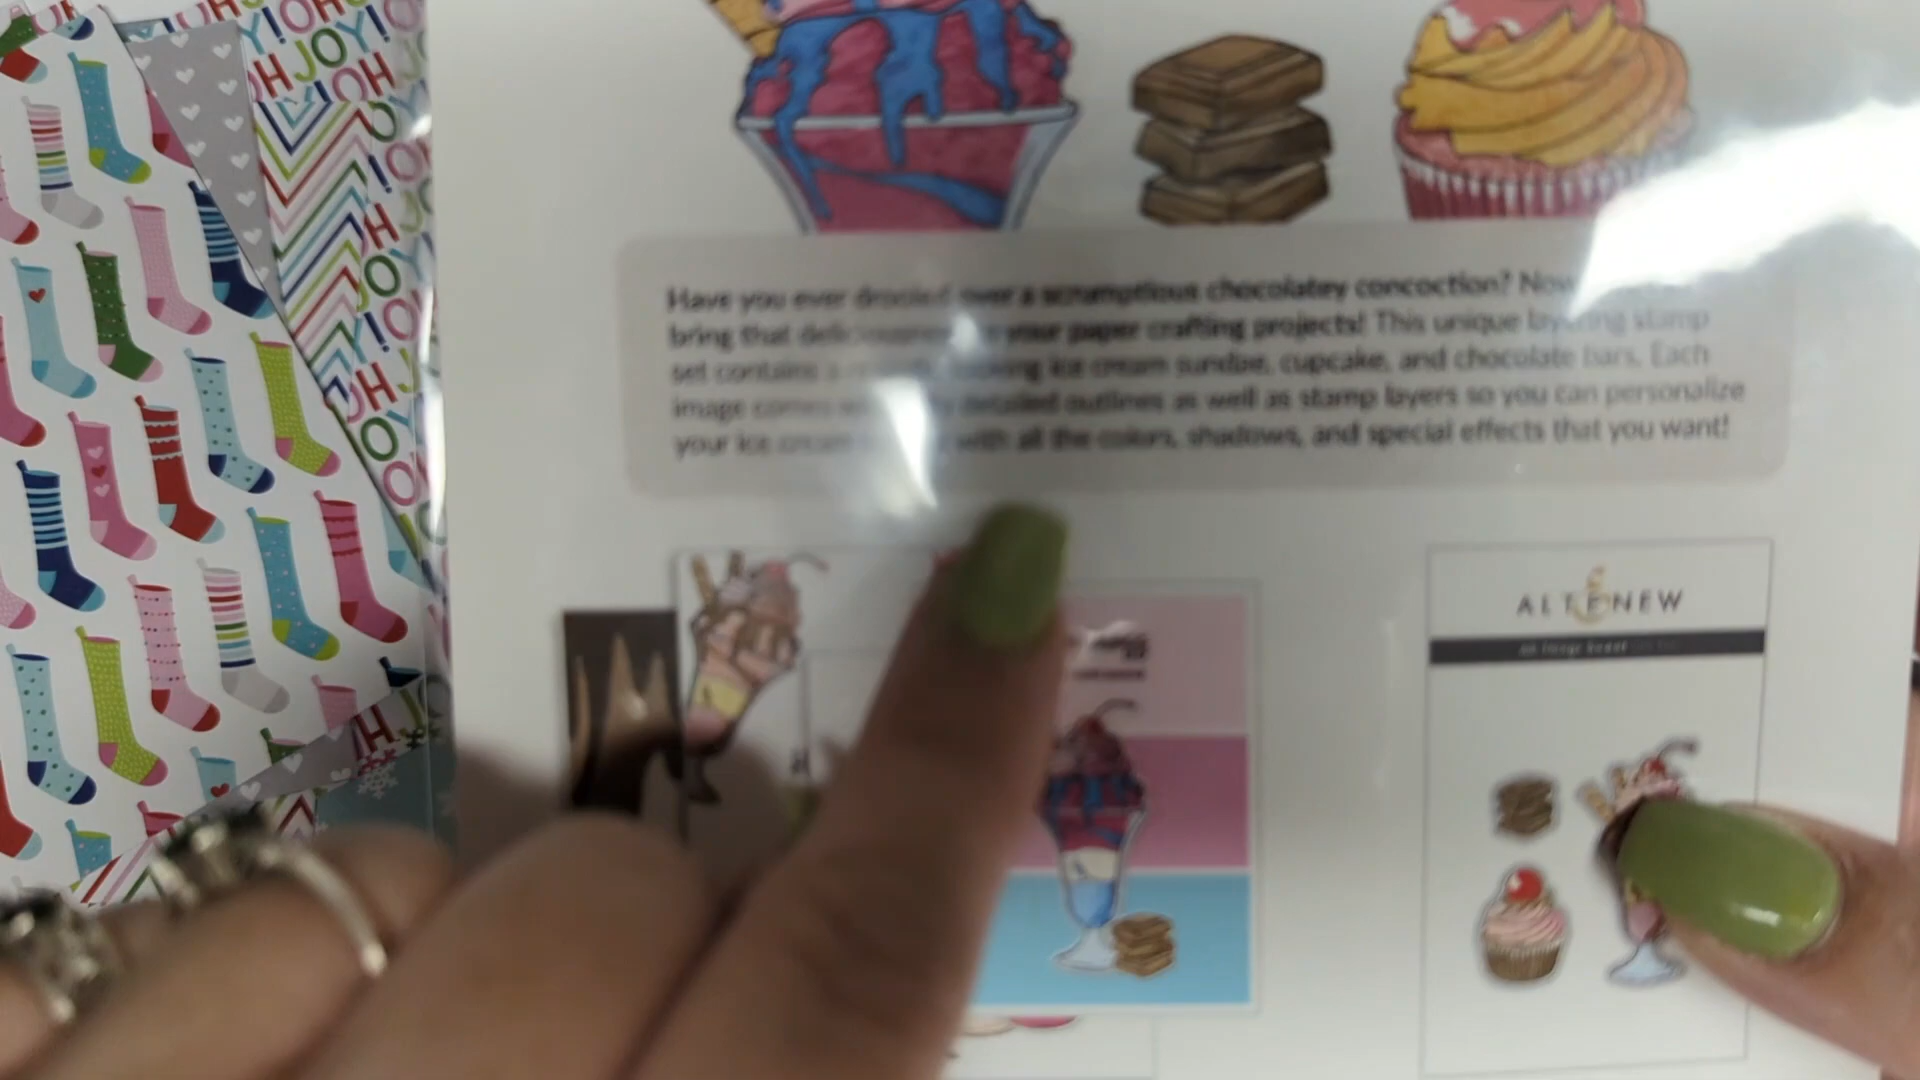 OH JOY!
Have you ever drooled over a scrumptious chocolatey concoction? Now
bring that your paper crafting projects! This unique layering stamp
set contains ice cream sundae, cupcake, and chocolate bars. Each
image comes detailed outlines as well as stamp layers so you can personalize
your ice cream with all the colors, shadows, and special effects that you want!
ALTENEW